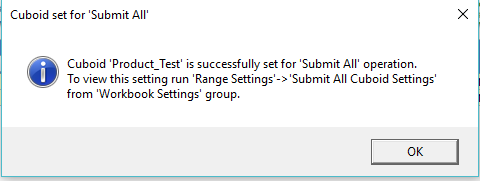 Cuboid set for 'Submit All'
Cuboid 'Product_Test' is successfully set for 'Submit All' operation.
To view this setting run 'Range Settings'->'Submit All Cuboid Settings'
from 'Workbook Settings' group.
OK